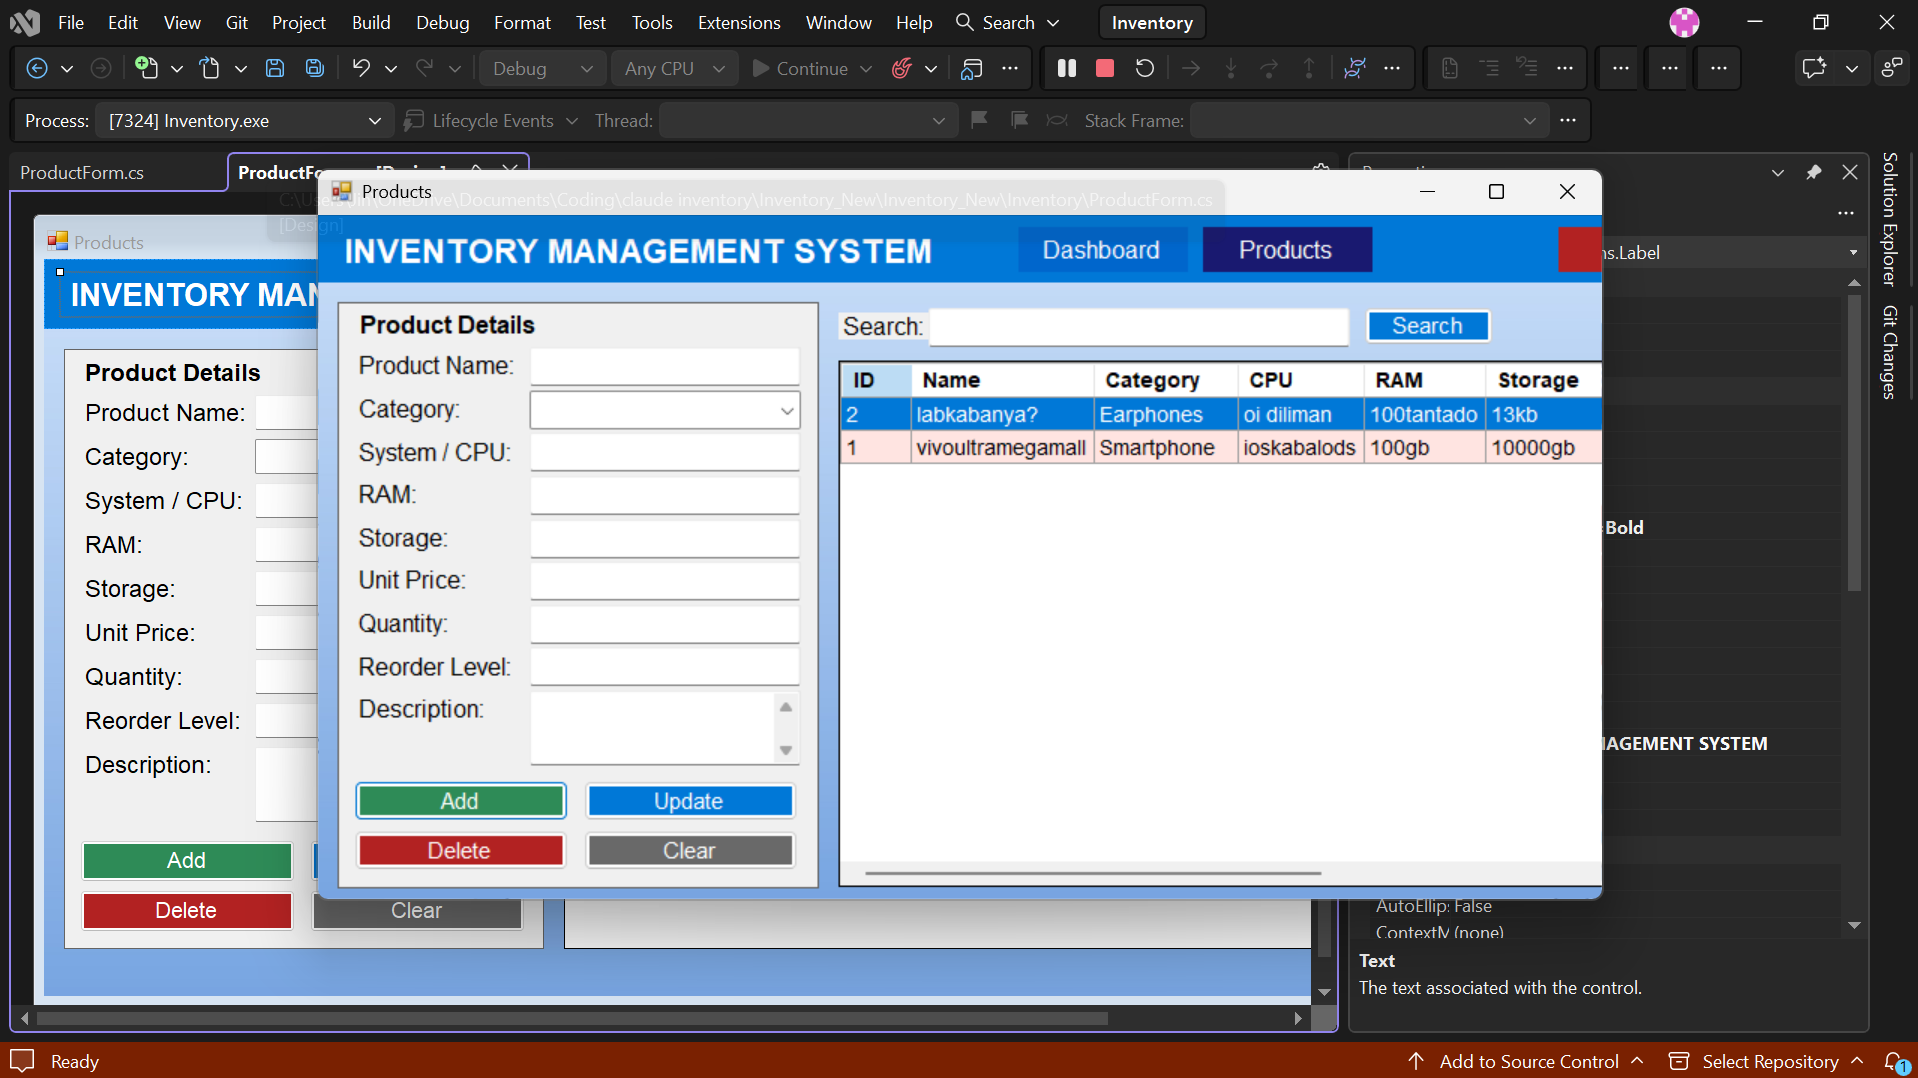 File Edit View Git Project Build Debug Format Test Tools Extensions Window Help Search Inventory
Debug Any CPU Continue
Process: [7324] Inventory.exe Lifecycle Events Thread: Stack Frame:
ProductForm.cs
Products
INVENTORY MANAGEMENT SYSTEM Dashboard Products
Product Details
Product Name:
Category:
System / CPU:
RAM:
Storage:
Unit Price:
Quantity:
Reorder Level:
Description:
Add Update
Delete Clear
Search: Search
ID Name Category CPU RAM Storage
2 labkabanya? Earphones oi diliman 100tantado 13kb
1 vivoultramegamall Smartphone ioskabalods 100gb 10000gb
Products
INVENTORY MAN
Product Details
Product Name:
Category:
System / CPU:
RAM:
Storage:
Unit Price:
Quantity:
Reorder Level:
Description:
Add
Delete Clear
ns.Label
Bold
AGEMENT SYSTEM
AutoEllip: False
ContextM (none)
Text
The text associated with the control.
Solution Explorer
Git Changes
Ready Add to Source Control Select Repository 1